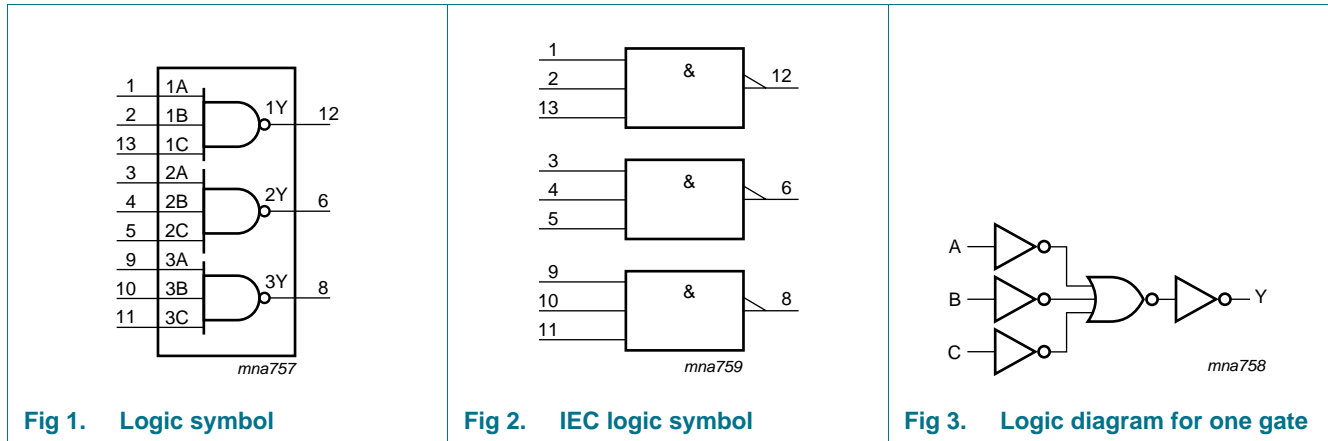 1 1A
2 1B
13 1C
1Y 12
3 2A
4 2B
5 2C
2Y 6
9 3A
10 3B
11 3C
3Y 8
mna757
Fig 1. Logic symbol
1
2
13
&
12
3
4
5
&
6
9
10
11
&
8
mna759
Fig 2. IEC logic symbol
A
B
C
Y
mna758
Fig 3. Logic diagram for one gate